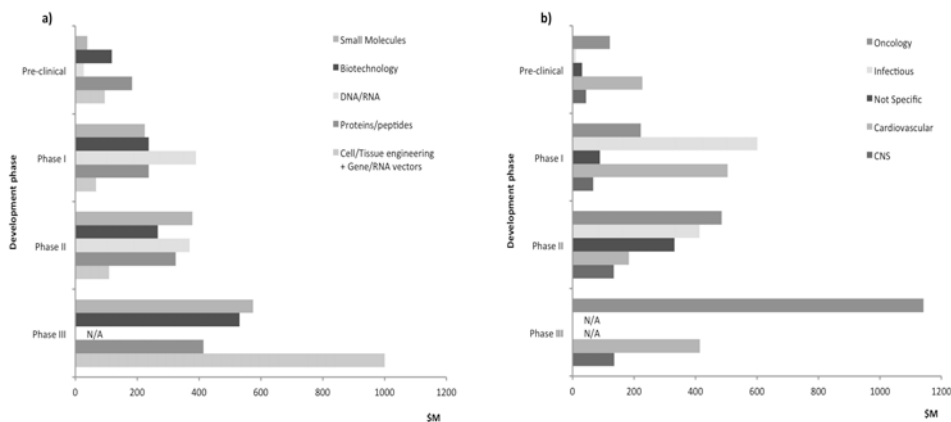 a)
Small Molecules
Biotechnology
DNA/RNA
Proteins/peptides
Cell/Tissue engineering
+ Gene/RNA vectors
Development phase
Pre-clinical
Phase I
Phase II
Phase III
N/A
0 200 400 600 800 1000 1200
$M
b)
Oncology
Infectious
Not Specific
Cardiovascular
CNS
Development phase
Pre-clinical
Phase I
Phase II
Phase III
N/A
N/A
0 200 400 600 800 1000 1200
$M